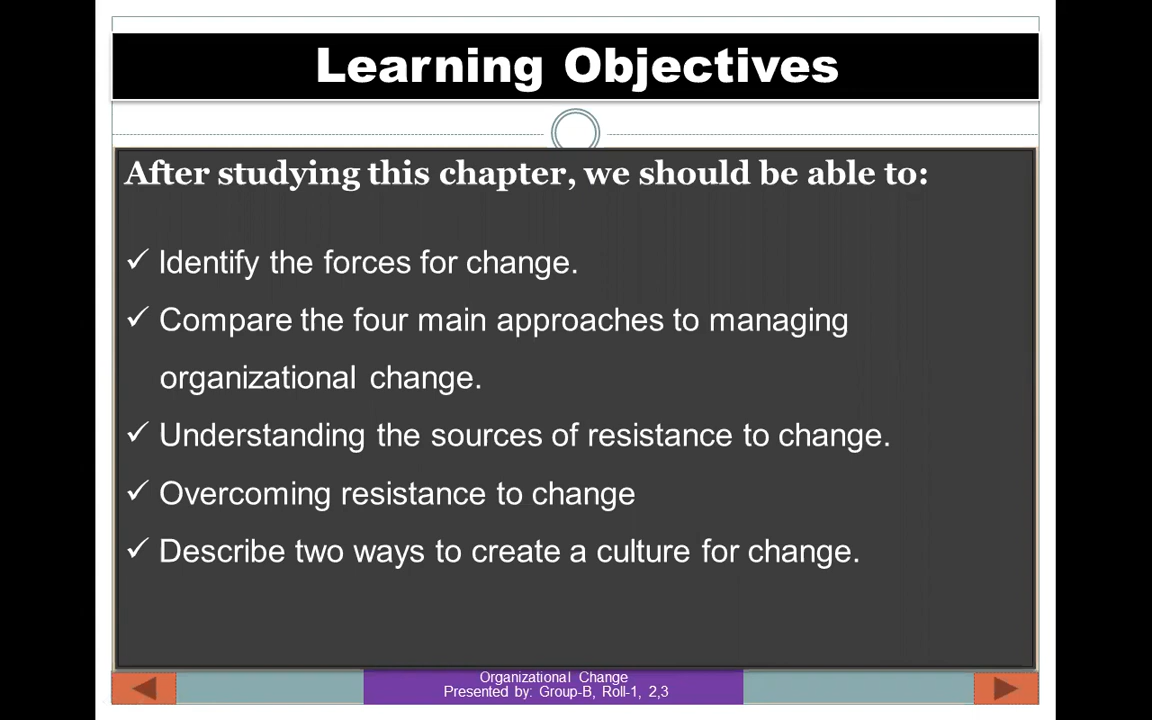 Learning Objectives
After studying this chapter, we should be able to:
✓ Identify the forces for change.
✓ Compare the four main approaches to managing
organizational change.
✓ Understanding the sources of resistance to change.
✓ Overcoming resistance to change
✓ Describe two ways to create a culture for change.
Organizational Change
Presented by: Group-B, Roll-1, 2,3